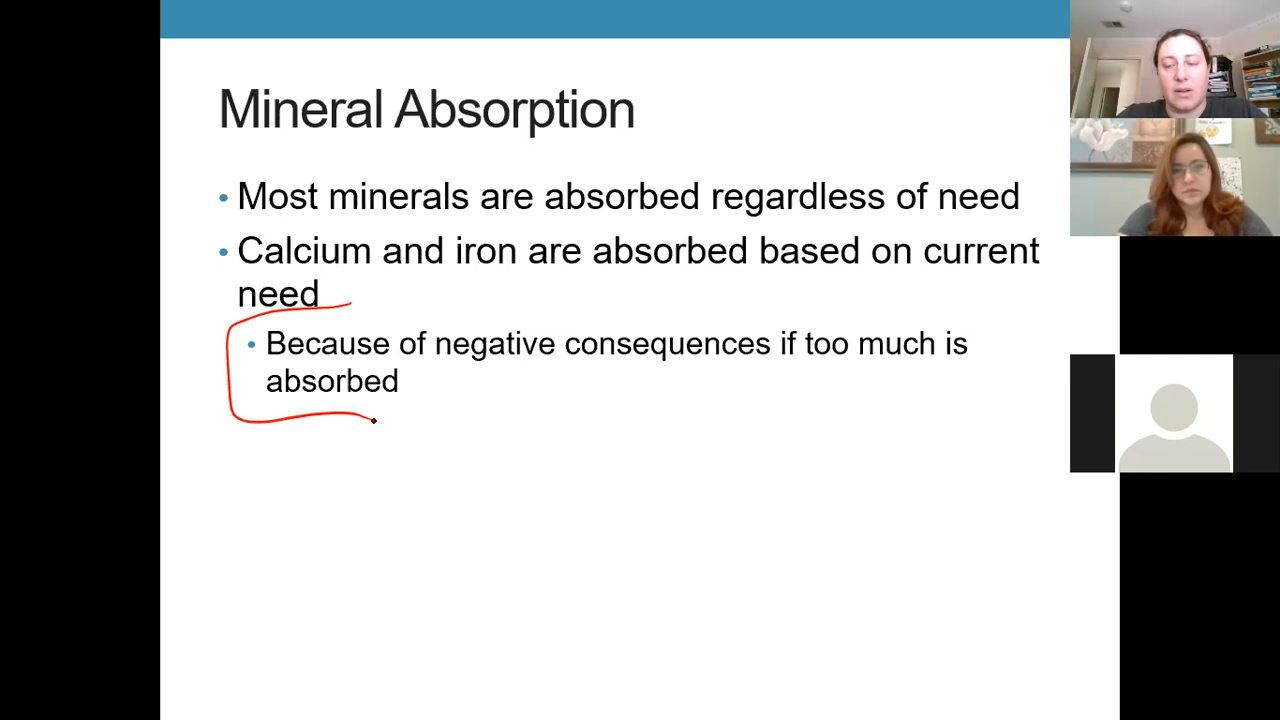 Mineral Absorption
• Most minerals are absorbed regardless of need
• Calcium and iron are absorbed based on current
need
• Because of negative consequences if too much is
absorbed